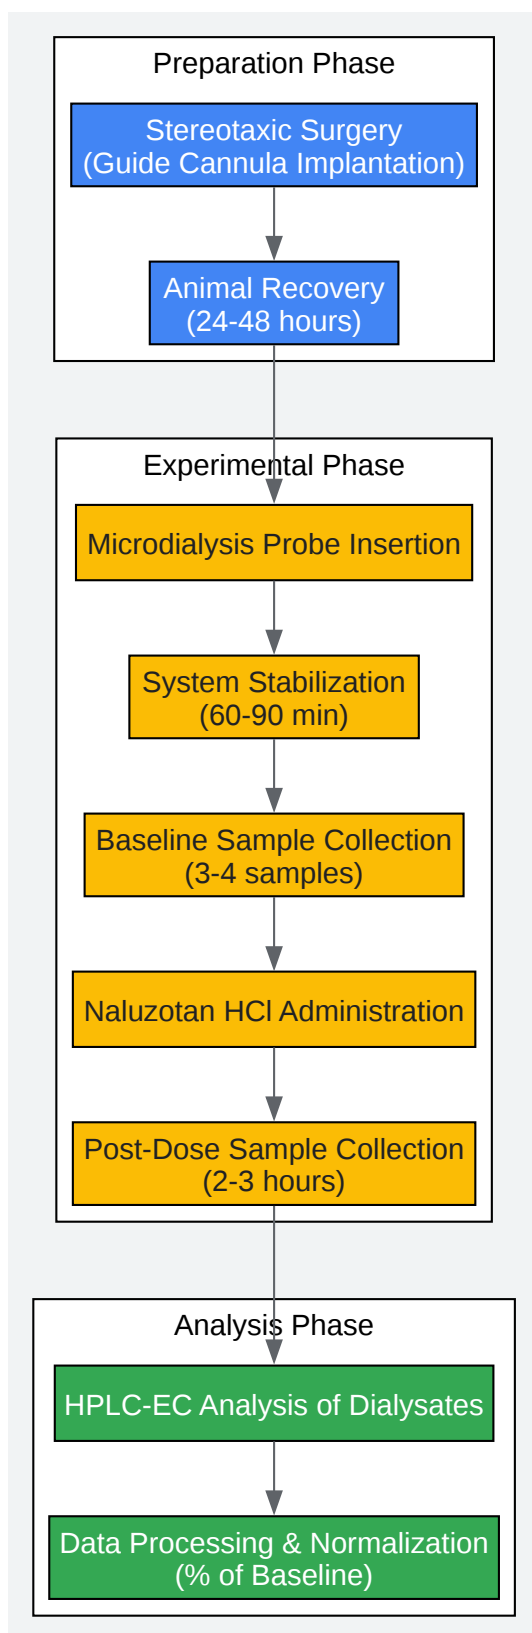 Preparation Phase
Stereotaxic Surgery
(Guide Cannula Implantation)
Animal Recovery
(24-48 hours)
Experimental Phase
Microdialysis Probe Insertion
System Stabilization
(60-90 min)
Baseline Sample Collection
(3-4 samples)
Naluzotan HCl Administration
Post-Dose Sample Collection
(2-3 hours)
Analysis Phase
HPLC-EC Analysis of Dialysates
Data Processing & Normalization
(% of Baseline)